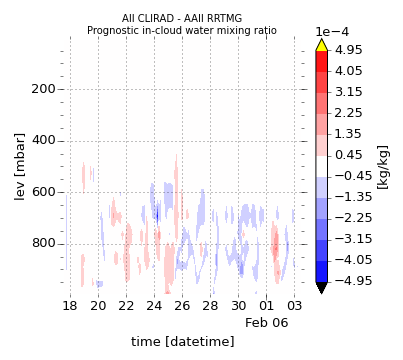 All CLIRAD - AAll RRTMG
Prognostic in-cloud water mixing ratio
1e−4
4.95
4.05
3.15
2.25
1.35
0.45
−0.45
−1.35
−2.25
−3.15
−4.05
−4.95
[kg/kg]
200
400
600
800
lev [mbar]
18 20 22 24 26 28 30 01 03
Feb 06
time [datetime]